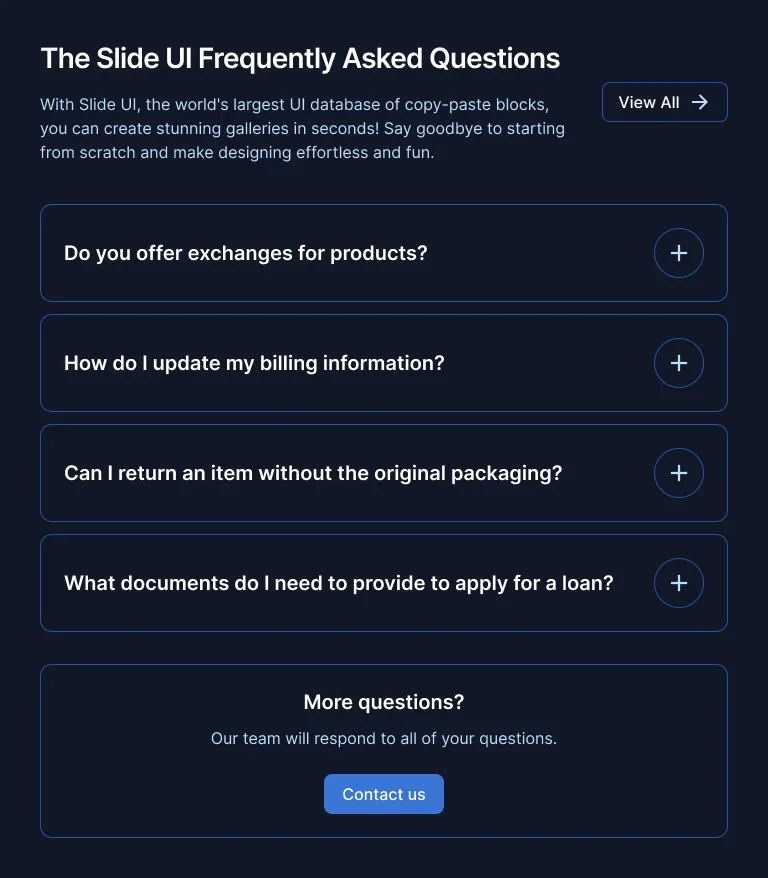 The Slide UI Frequently Asked Questions
With Slide UI, the world's largest UI database of copy-paste blocks,
you can create stunning galleries in seconds! Say goodbye to starting
from scratch and make designing effortless and fun.
View All
Do you offer exchanges for products?
How do I update my billing information?
Can I return an item without the original packaging?
What documents do I need to provide to apply for a loan?
More questions?
Our team will respond to all of your questions.
Contact us